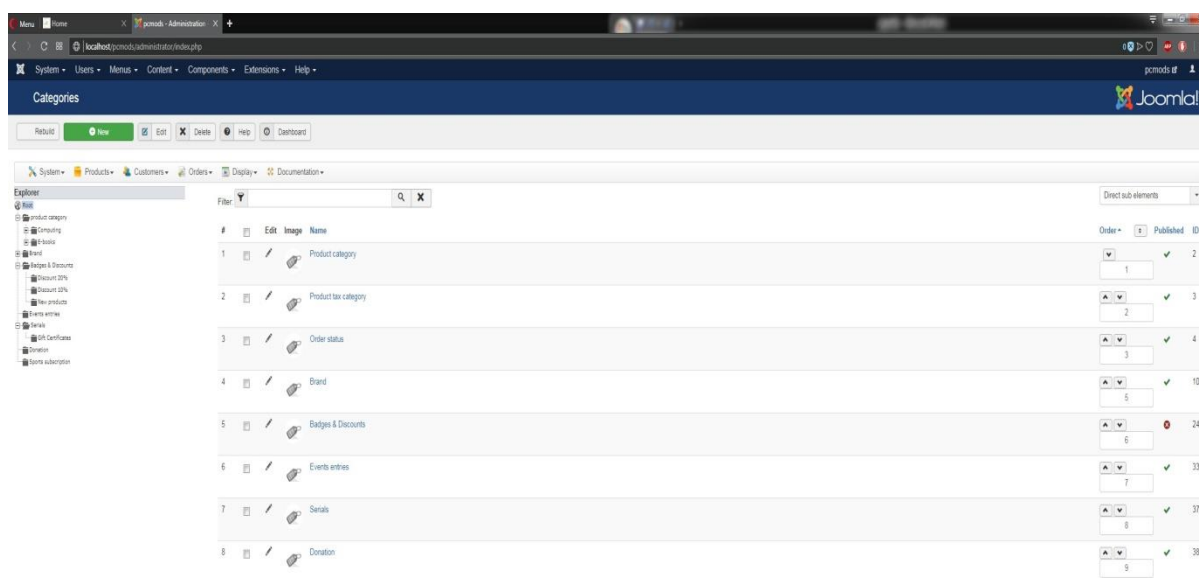 Menu Home pcmods - Administration
localhost/pcmods/administrator/index.php
System Users Menus Content Components Extensions Help pcmods
Categories Joomla!
Rebuild New Edit Delete Help Dashboard
System Products Customers Orders Display Documentation
Explorer
Root
product category
Computing
E-books
Brand
Badges & Discounts
Discount 20%
Discount 10%
New products
Events entries
Serials
Gift Certificates
Donation
Sports subscription
Filter: Direct sub elements
# Edit Image Name Order Published ID
1 Product category 1 2
2 Product tax category 2 3
3 Order status 3 4
4 Brand 5 10
5 Badges & Discounts 6 24
6 Events entries 7 33
7 Serials 8 37
8 Donation 9 38